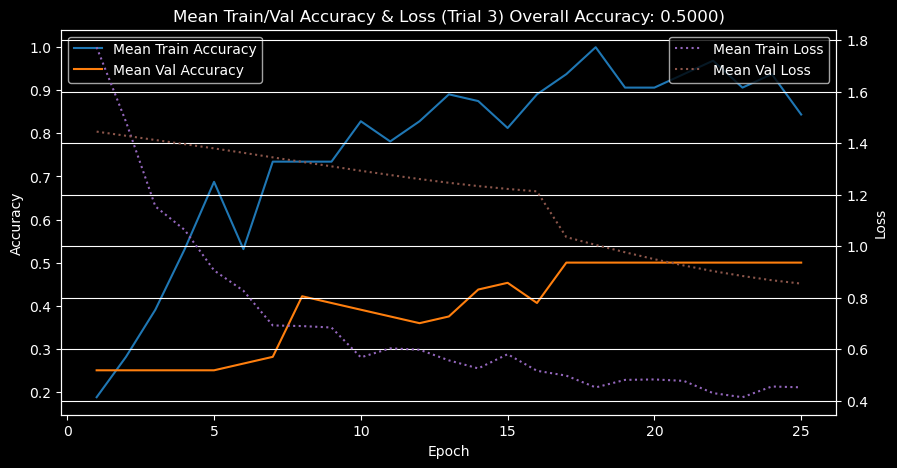 Mean Train/Val Accuracy & Loss (Trial 3) Overall Accuracy: 0.5000)
Mean Train Accuracy
Mean Val Accuracy
Mean Train Loss
Mean Val Loss
Accuracy
1.0
0.9
0.8
0.7
0.6
0.5
0.4
0.3
0.2
1.8
1.6
1.4
1.2
1.0
0.8
0.6
0.4
Loss
0 5 10 15 20 25
Epoch